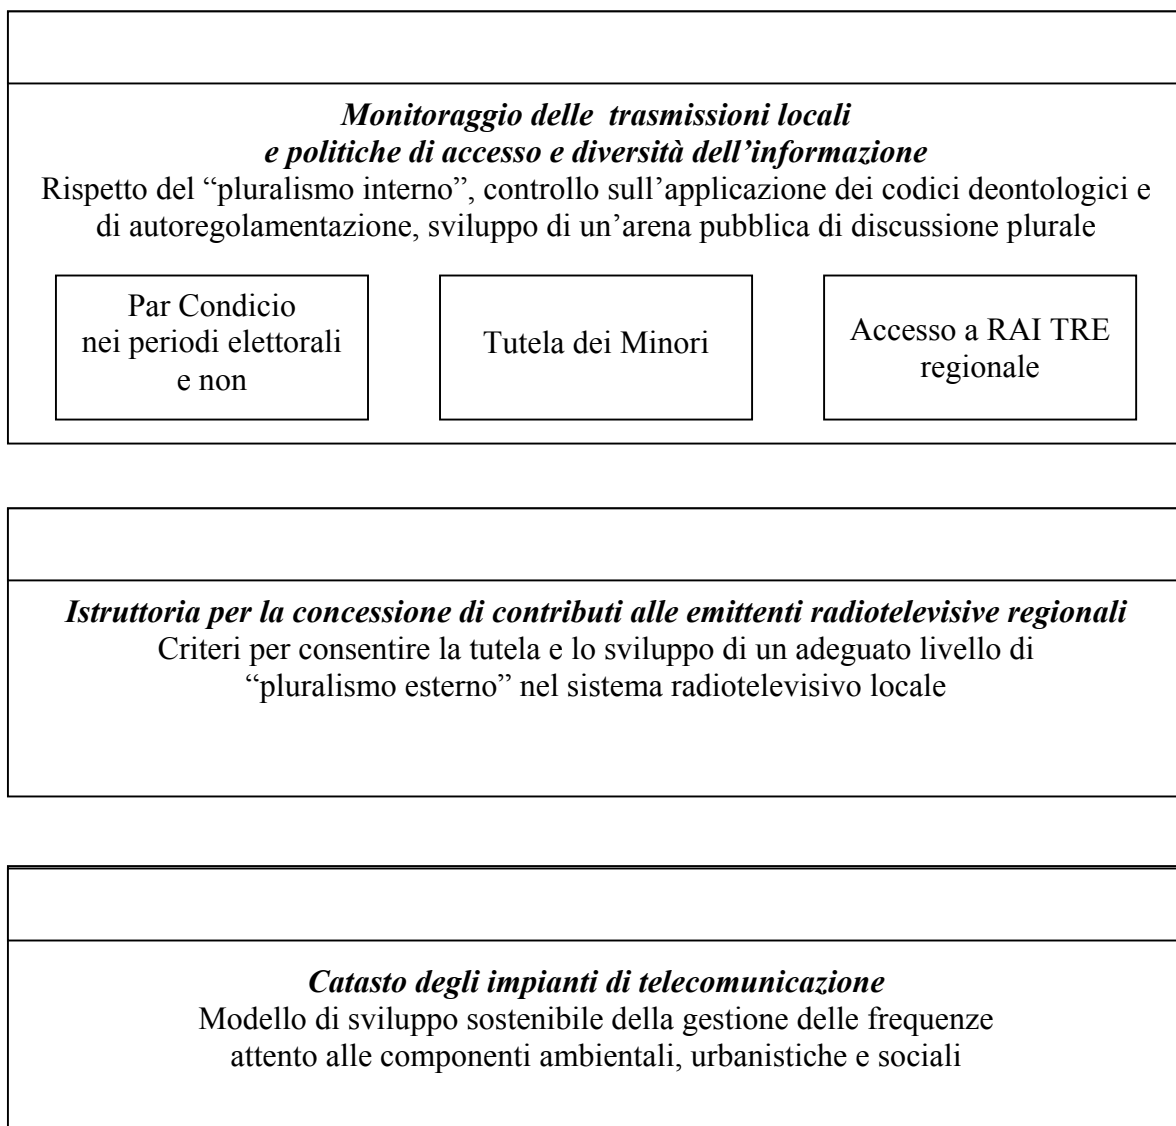 Monitoraggio delle trasmissioni locali
e politiche di accesso e diversità dell’informazione
Rispetto del “pluralismo interno”, controllo sull’applicazione dei codici deontologici e
di autoregolamentazione, sviluppo di un’arena pubblica di discussione plurale
Par Condicio
nei periodi elettorali
e non
Tutela dei Minori
Accesso a RAI TRE
regionale
Istruttoria per la concessione di contributi alle emittenti radiotelevisive regionali
Criteri per consentire la tutela e lo sviluppo di un adeguato livello di
“pluralismo esterno” nel sistema radiotelevisivo locale
Catasto degli impianti di telecomunicazione
Modello di sviluppo sostenibile della gestione delle frequenze
attento alle componenti ambientali, urbanistiche e sociali